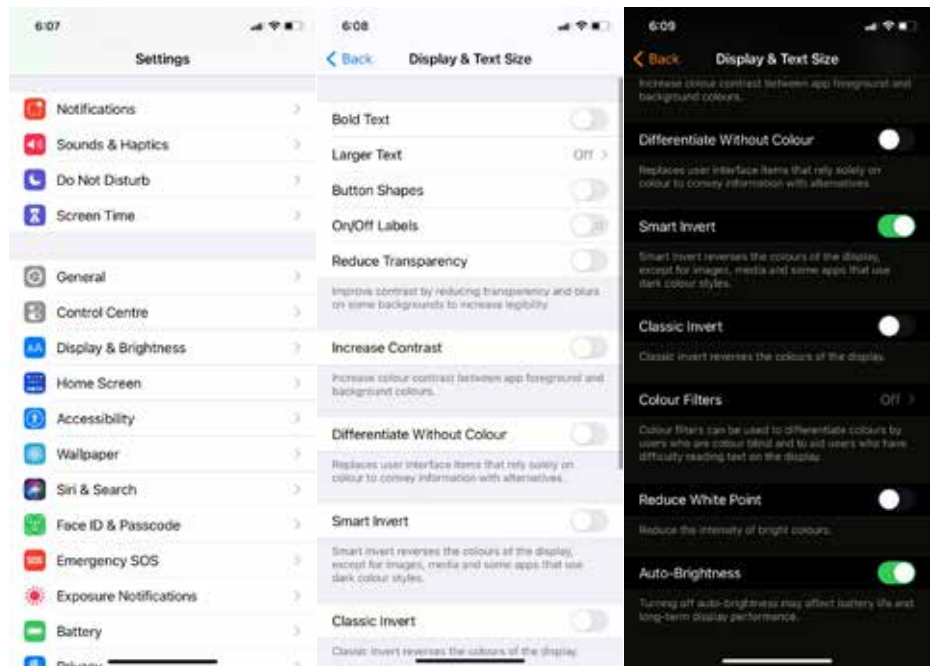 6:07
Settings
Notifications
Sounds & Haptics
Do Not Disturb
Screen Time
General
Control Centre
AA
Display & Brightness
Home Screen
Accessibility
Wallpaper
Siri & Search
Face ID & Passcode
SOS
Emergency SOS
Exposure Notifications
Battery
Privacy
6:08
Back
Display & Text Size
Bold Text
Larger Text
Off
Button Shapes
On/Off Labels
Reduce Transparency
Improve contrast by reducing transparency and blurs
on some backgrounds to increase legibility.
Increase Contrast
Increase colour contrast between app foreground and
background colours.
Differentiate Without Colour
Replaces user interface items that rely solely on
colour to convey information with alternatives.
Smart Invert
Smart Invert reverses the colours of the display,
except for images, media and some apps that use
dark colour styles.
Classic Invert
Classic Invert reverses the colours of the display.
6:09
Back
Display & Text Size
Increase colour contrast between app foreground and
background colours.
Differentiate Without Colour
Replaces user interface items that rely solely on
colour to convey information with alternatives.
Smart Invert
Smart Invert reverses the colours of the display,
except for images, media and some apps that use
dark colour styles.
Classic Invert
Classic Invert reverses the colours of the display.
Colour Filters
Off
Colour filters can be used to differentiate colours by
users who are colour blind and to aid users who have
difficulty reading text on the display.
Reduce White Point
Reduce the intensity of bright colours.
Auto-Brightness
Turning off auto-brightness may affect battery life and
long-term display performance.